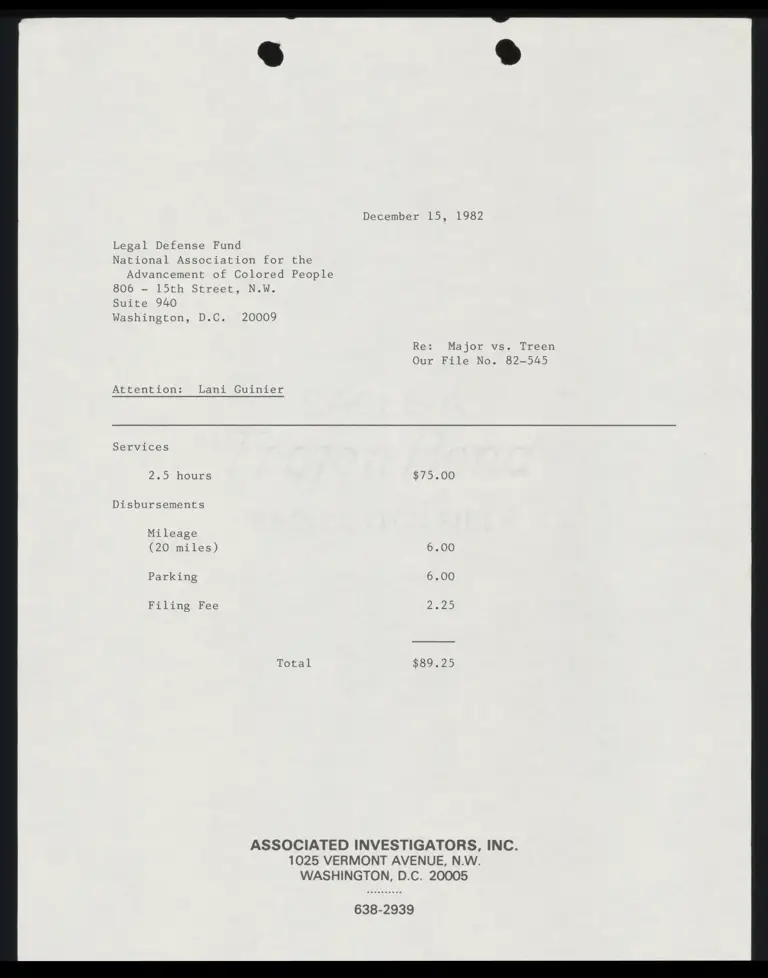 December 15, 1982
Legal Defense Fund
National Association for the
Advancement of Colored People
806 - 15th Street, N.W.
Suite 940
Washington, D.C. 20009
Re: Major vs. Treen
Our File No. 82-545
Attention: Lani Guinier
Services
2.5 hours $75.00
Disbursements
Mileage
(20 miles) 6.00
Parking 6.00
Filing Fee 2.25
Total $89.25
ASSOCIATED INVESTIGATORS, INC.
1025 VERMONT AVENUE, N.W.
WASHINGTON, D.C. 20005
..........
638-2939